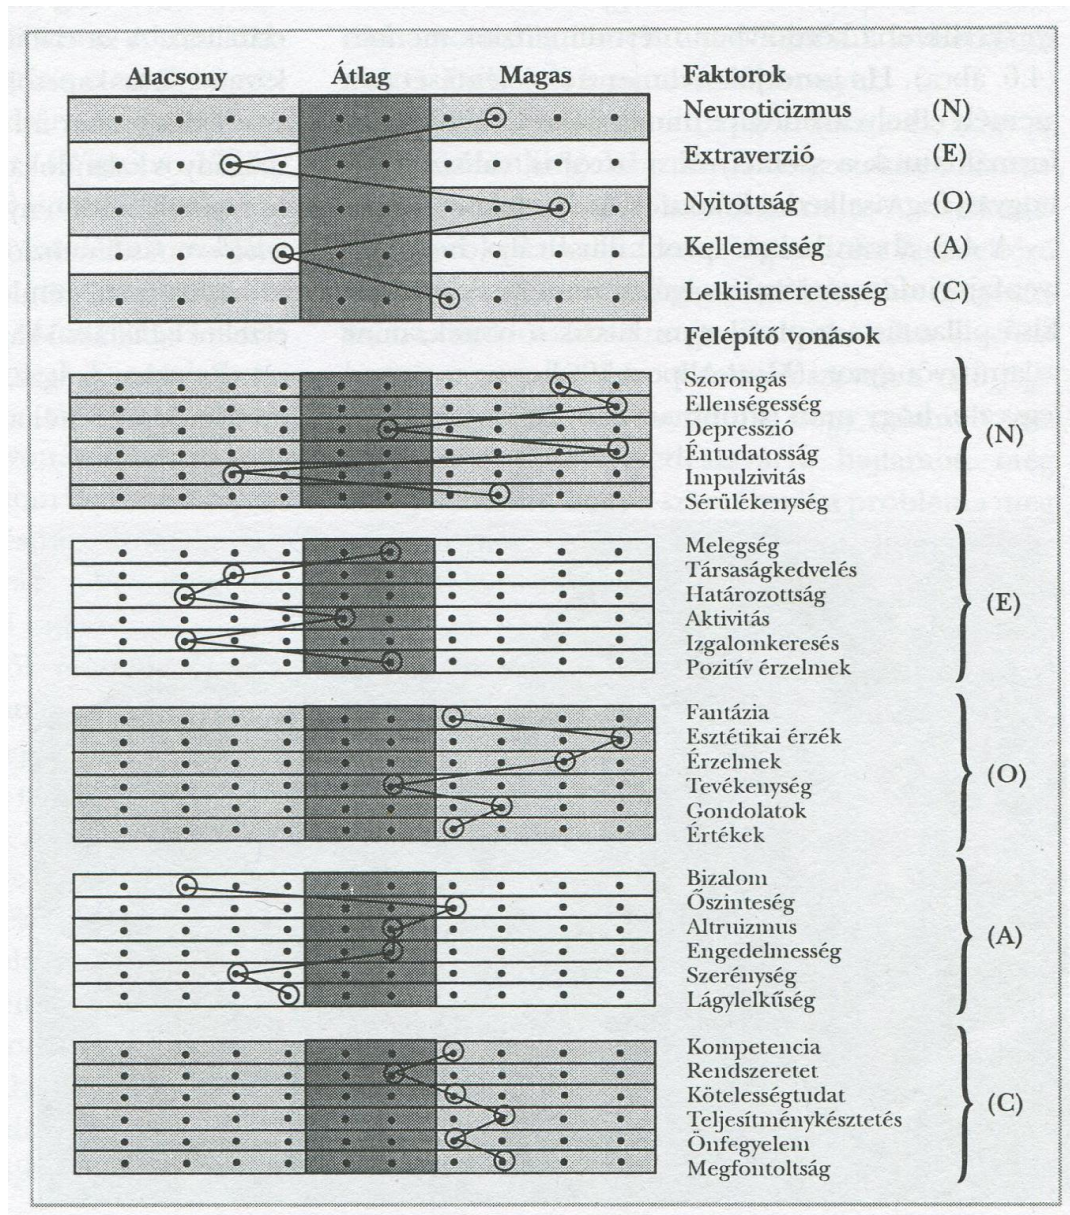 Alacsony Átlag Magas Faktorok
Neuroticizmus (N)
Extraverzió (E)
Nyitottság (O)
Kellemesség (A)
Lelkiismeretesség (C)
Felépítő vonások
Szorongás
Ellenségesség
Depresszió (N)
Éntudatosság
Impulzivitás
Sérülékenység
Melegség
Társaságkedvelés
Határozottság (E)
Aktivitás
Izgalomkeresés
Pozitív érzelmek
Fantázia
Esztétikai érzék
Érzelmek (O)
Tevékenység
Gondolatok
Értékek
Bizalom
Őszinteség
Altruizmus (A)
Engedelmesség
Szerénység
Lágylelkűség
Kompetencia
Rendszeretet
Kötelességtudat (C)
Teljesítménykésztetés
Önfegyelem
Megfontoltság